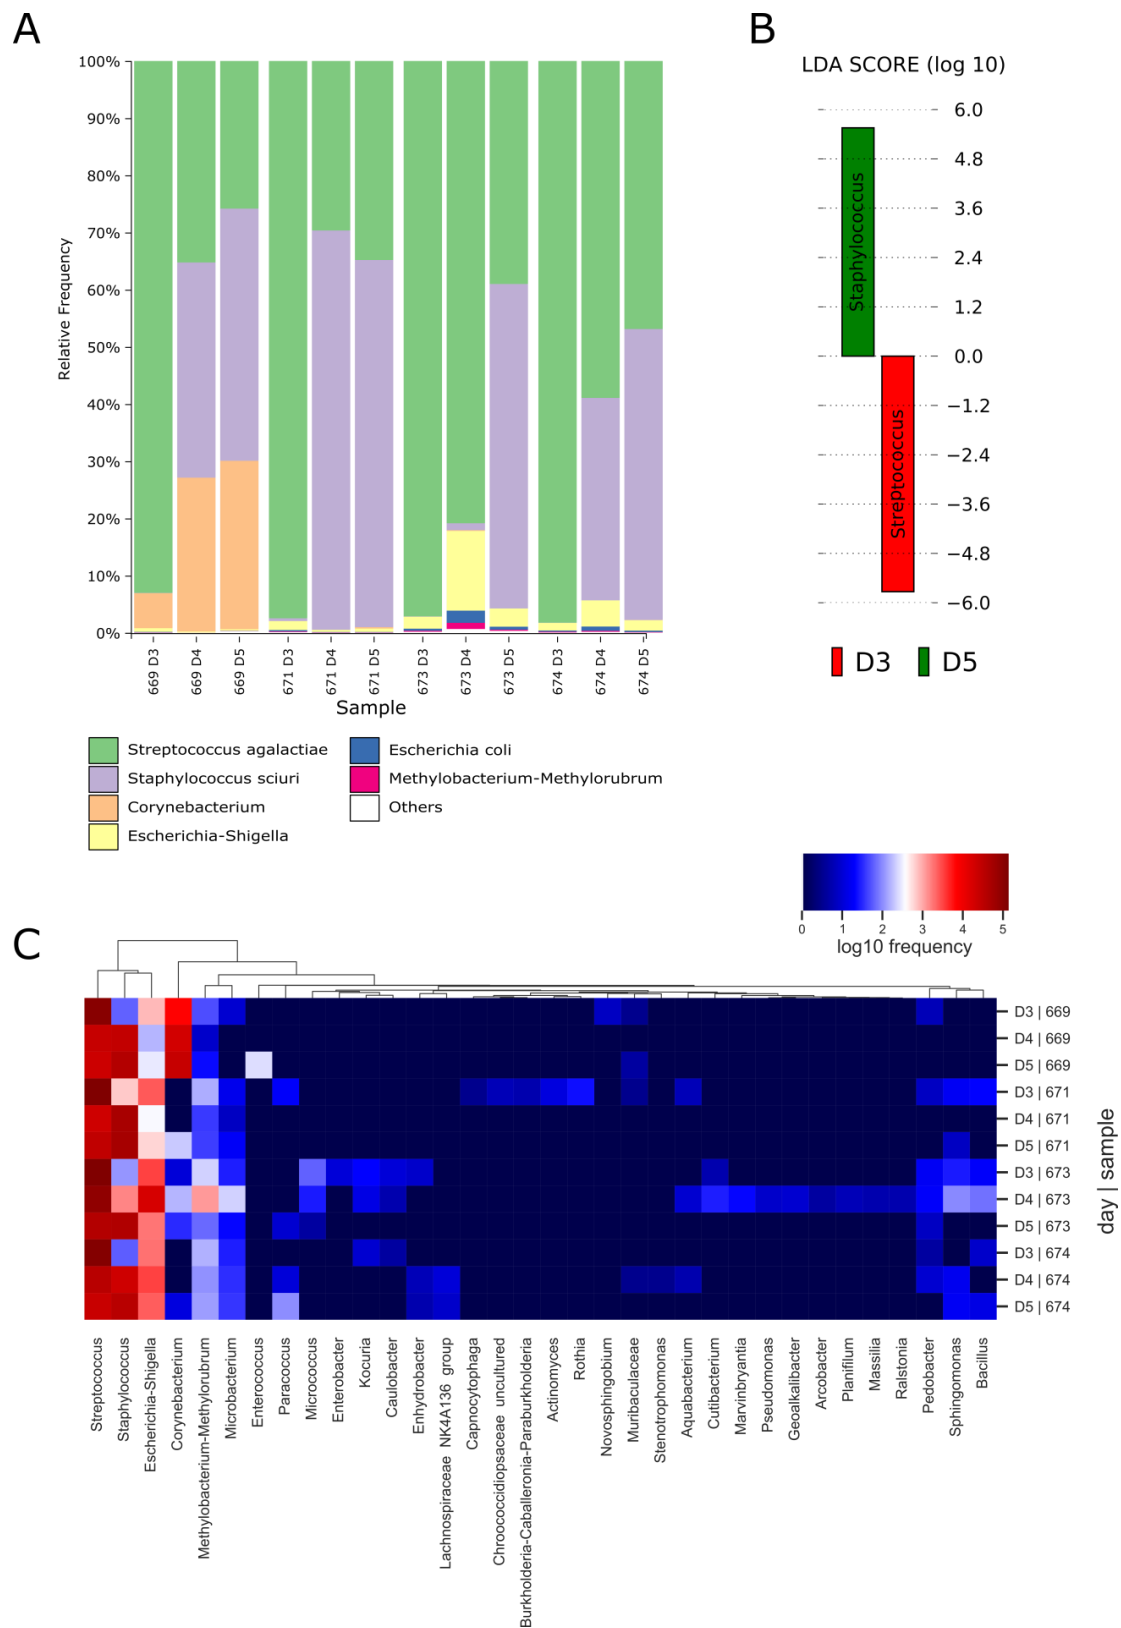 A
B
LDA SCORE (log 10)
100%
90%
80%
70%
60%
50%
40%
30%
20%
10%
0%
Relative Frequency
669 D3
669 D4
669 D5
671 D3
671 D4
671 D5
673 D3
673 D4
673 D5
674 D3
674 D4
674 D5
Sample
Streptococcus agalactiae
Staphylococcus sciuri
Corynebacterium
Escherichia-Shigella
Escherichia coli
Methylobacterium-Methylorubrum
Others
6.0
4.8
3.6
2.4
1.2
0.0
−1.2
−2.4
−3.6
−4.8
−6.0
Staphylococcus
Streptococcus
D3
D5
0 1 2 3 4 5
log10 frequency
C
D3 | 669
D4 | 669
D5 | 669
D3 | 671
D4 | 671
D5 | 671
D3 | 673
D4 | 673
D5 | 673
D3 | 674
D4 | 674
D5 | 674
day | sample
Streptococcus
Staphylococcus
Escherichia-Shigella
Corynebacterium
Methylobacterium-Methylorubrum
Microbacterium
Enterococcus
Paracoccus
Micrococcus
Enterobacter
Kocuria
Caulobacter
Enhydrobacter
Lachnospiraceae NK4A136 group
Capnocytophaga
Chroococcidiopsaceae uncultured
Burkholderia-Caballeronia-Paraburkholderia
Actinomyces
Rothia
Novosphingobium
Muribaculaceae
Stenotrophomonas
Aquabacterium
Cutibacterium
Marvinbryantia
Pseudomonas
Geoalkalibacter
Arcobacter
Planifilum
Massilia
Ralstonia
Pedobacter
Sphingomonas
Bacillus